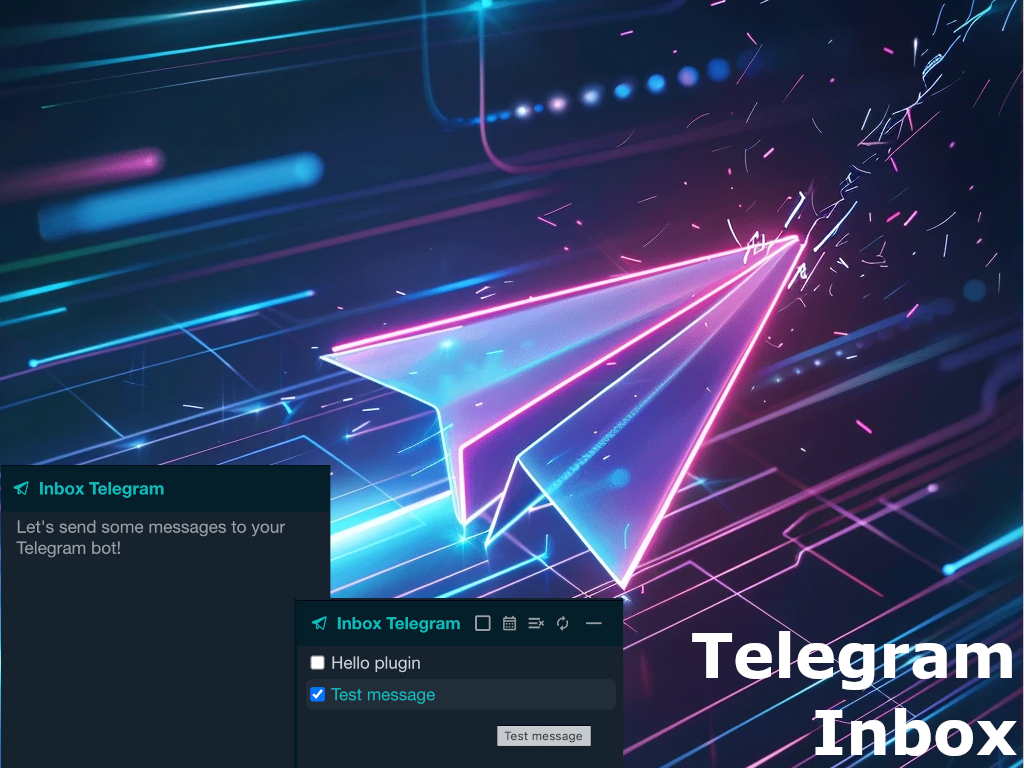 Inbox Telegram
Let's send some messages to your
Telegram bot!
Inbox Telegram
Hello plugin
Test message
Test message
Telegram
Inbox